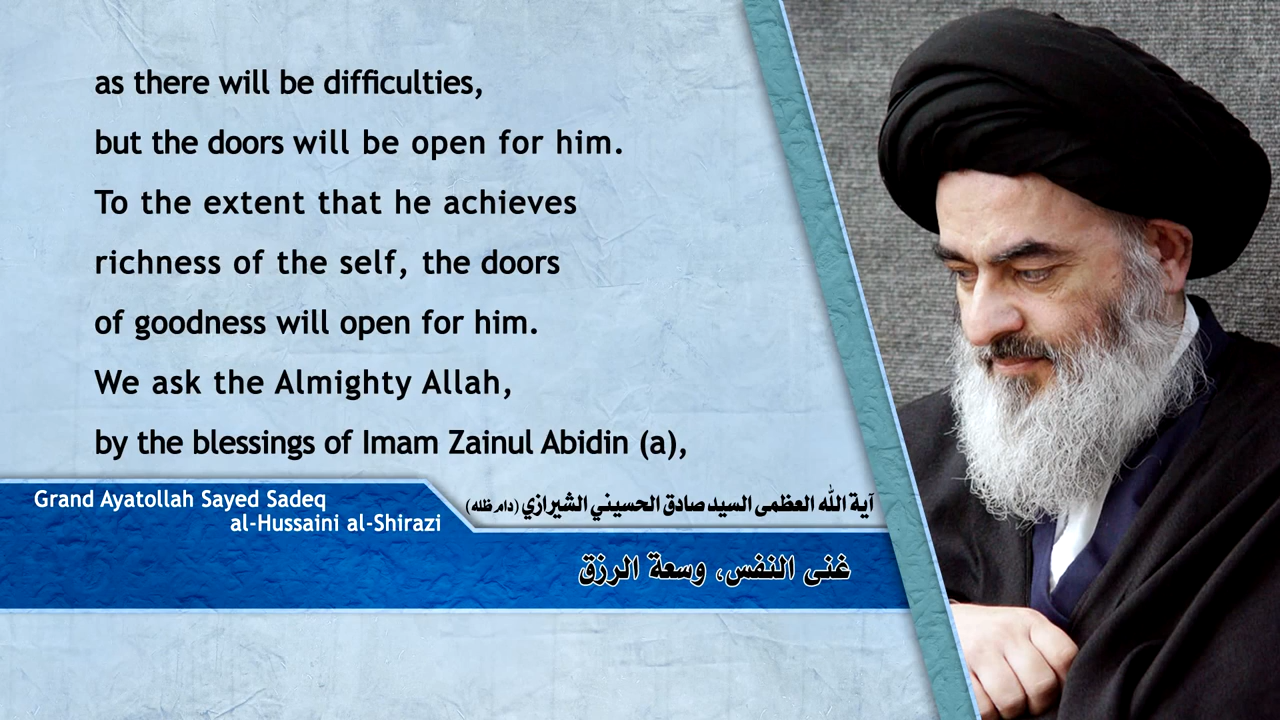 as there will be difficulties,
but the doors will be open for him.
To the extent that he achieves
richness of the self, the doors
of goodness will open for him.
We ask the Almighty Allah,
by the blessings of Imam Zainul Abidin (a),
Grand Ayatollah Sayed Sadeq
al-Hussaini al-Shirazi
آية الله العظمى السيد صادق الحسيني الشيرازي (دام ظله)
غنى النفس، وسعة الرزق